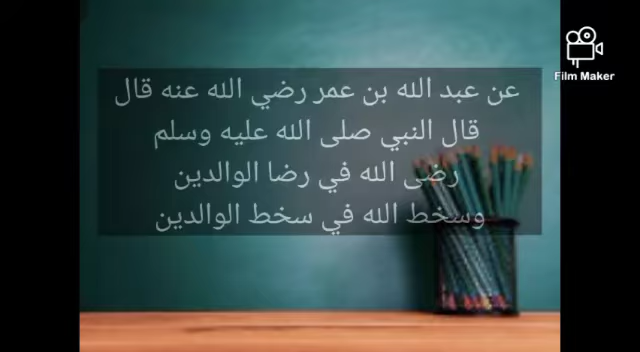 عن عبد الله بن عمر رضي الله عنه قال
قال النبي صلى الله عليه وسلم
رضى الله في رضا الوالدين
وسخط الله في سخط الوالدين
Film Maker